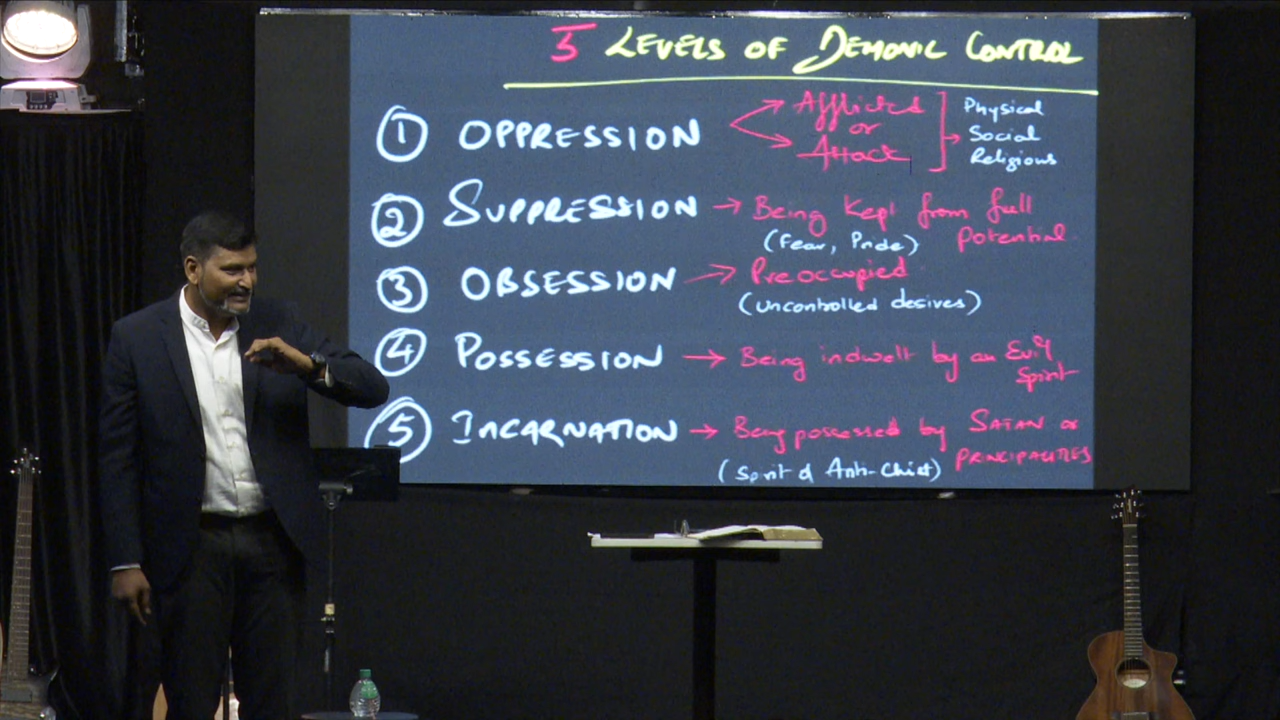 5 LEVELS OF DEMONIC CONTROL
① OPPRESSION Afflicted or Attack Physical Social Religious
② SUPPRESSION → Being Kept from full potential
(Fear, Pride)
③ OBSESSION → Preoccupied
(uncontrolled desires)
④ POSSESSION → Being indwelt by an Evil Spirit
⑤ INCARNATION → Being possessed by SATAN or PRINCIPALITIES
(Spirit of Anti-Christ)